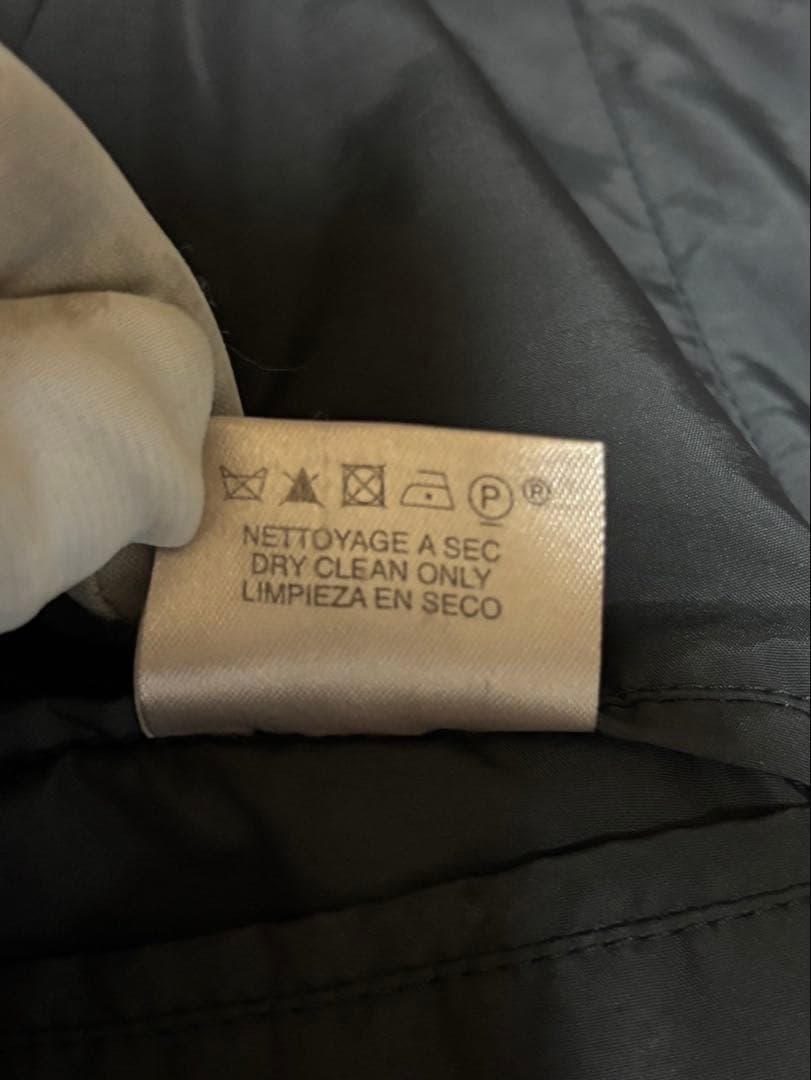 P ®
NETTOYAGE A SEC
DRY CLEAN ONLY
LIMPIEZA EN SECO